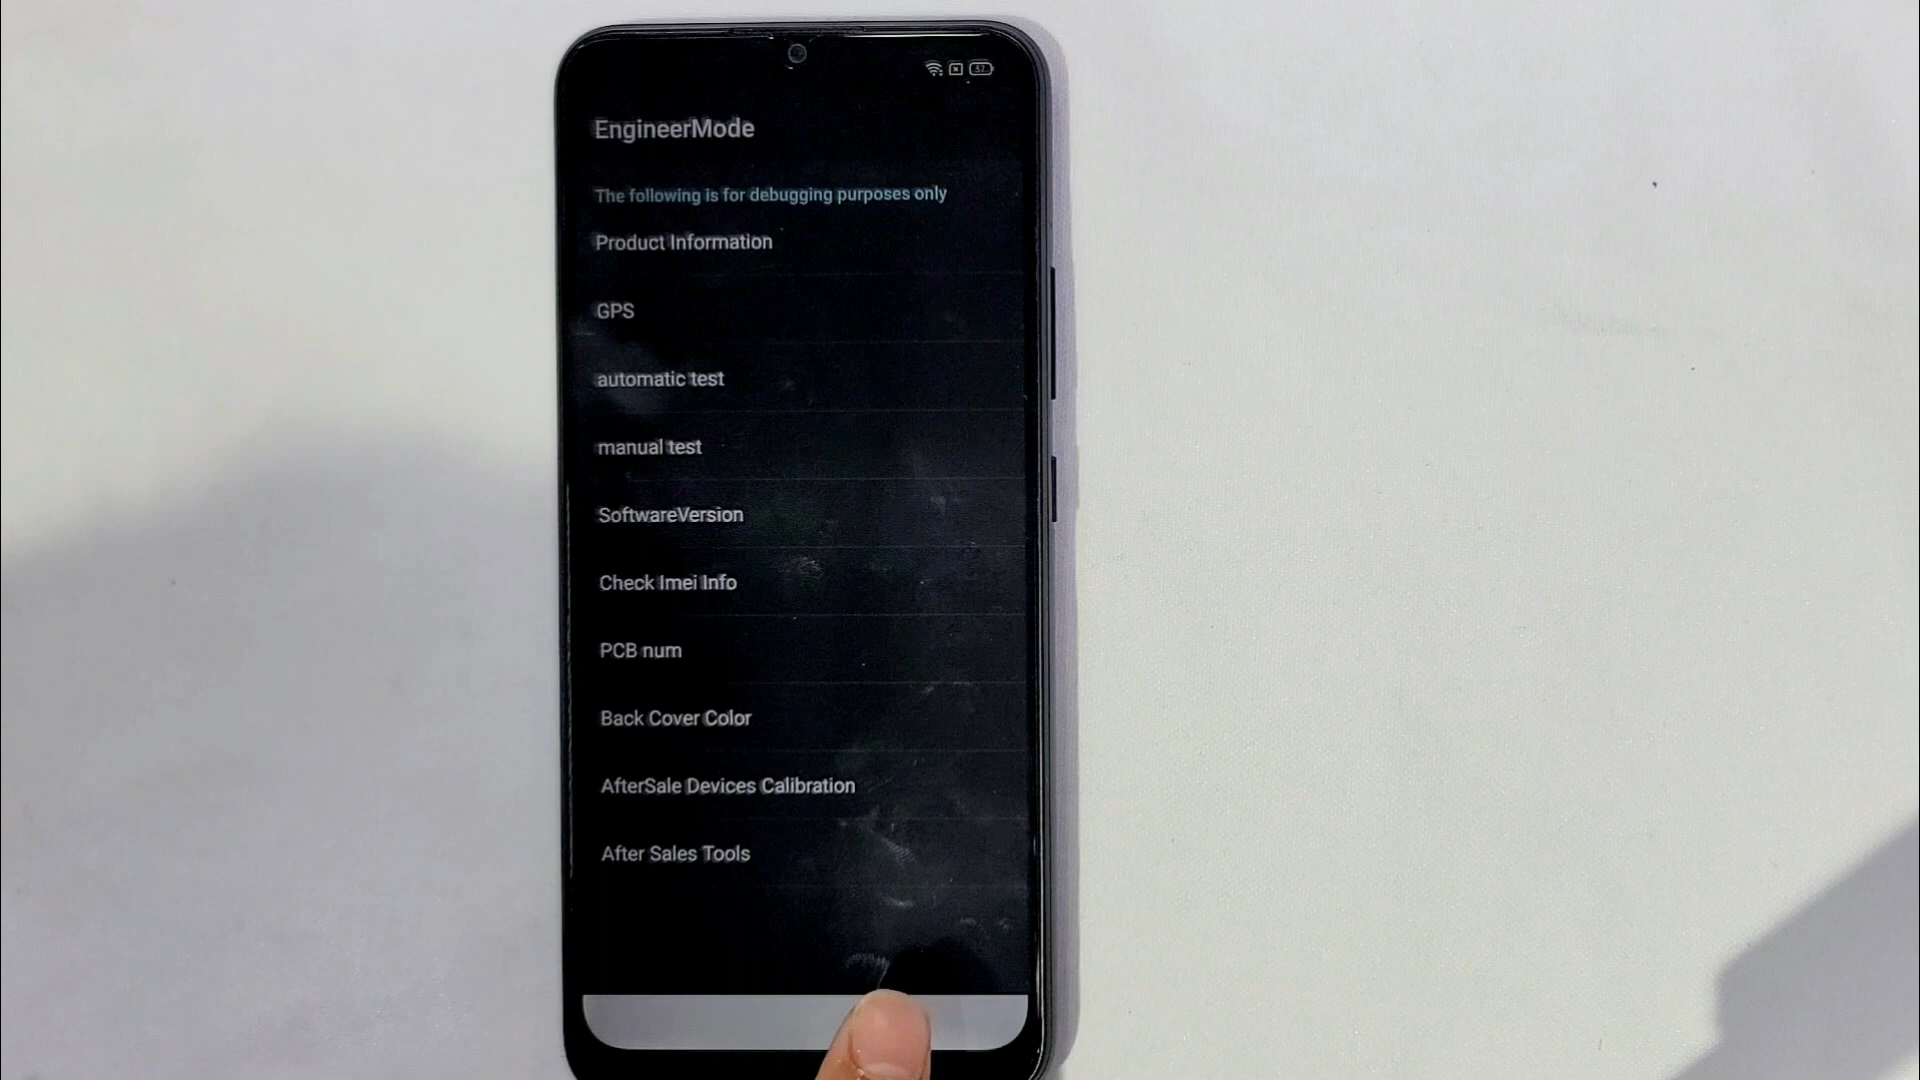 37
EngineerMode
The following is for debugging purposes only
Product Information
GPS
automatic test
manual test
SoftwareVersion
Check Imei Info
PCB num
Back Cover Color
AfterSale Devices Calibration
After Sales Tools